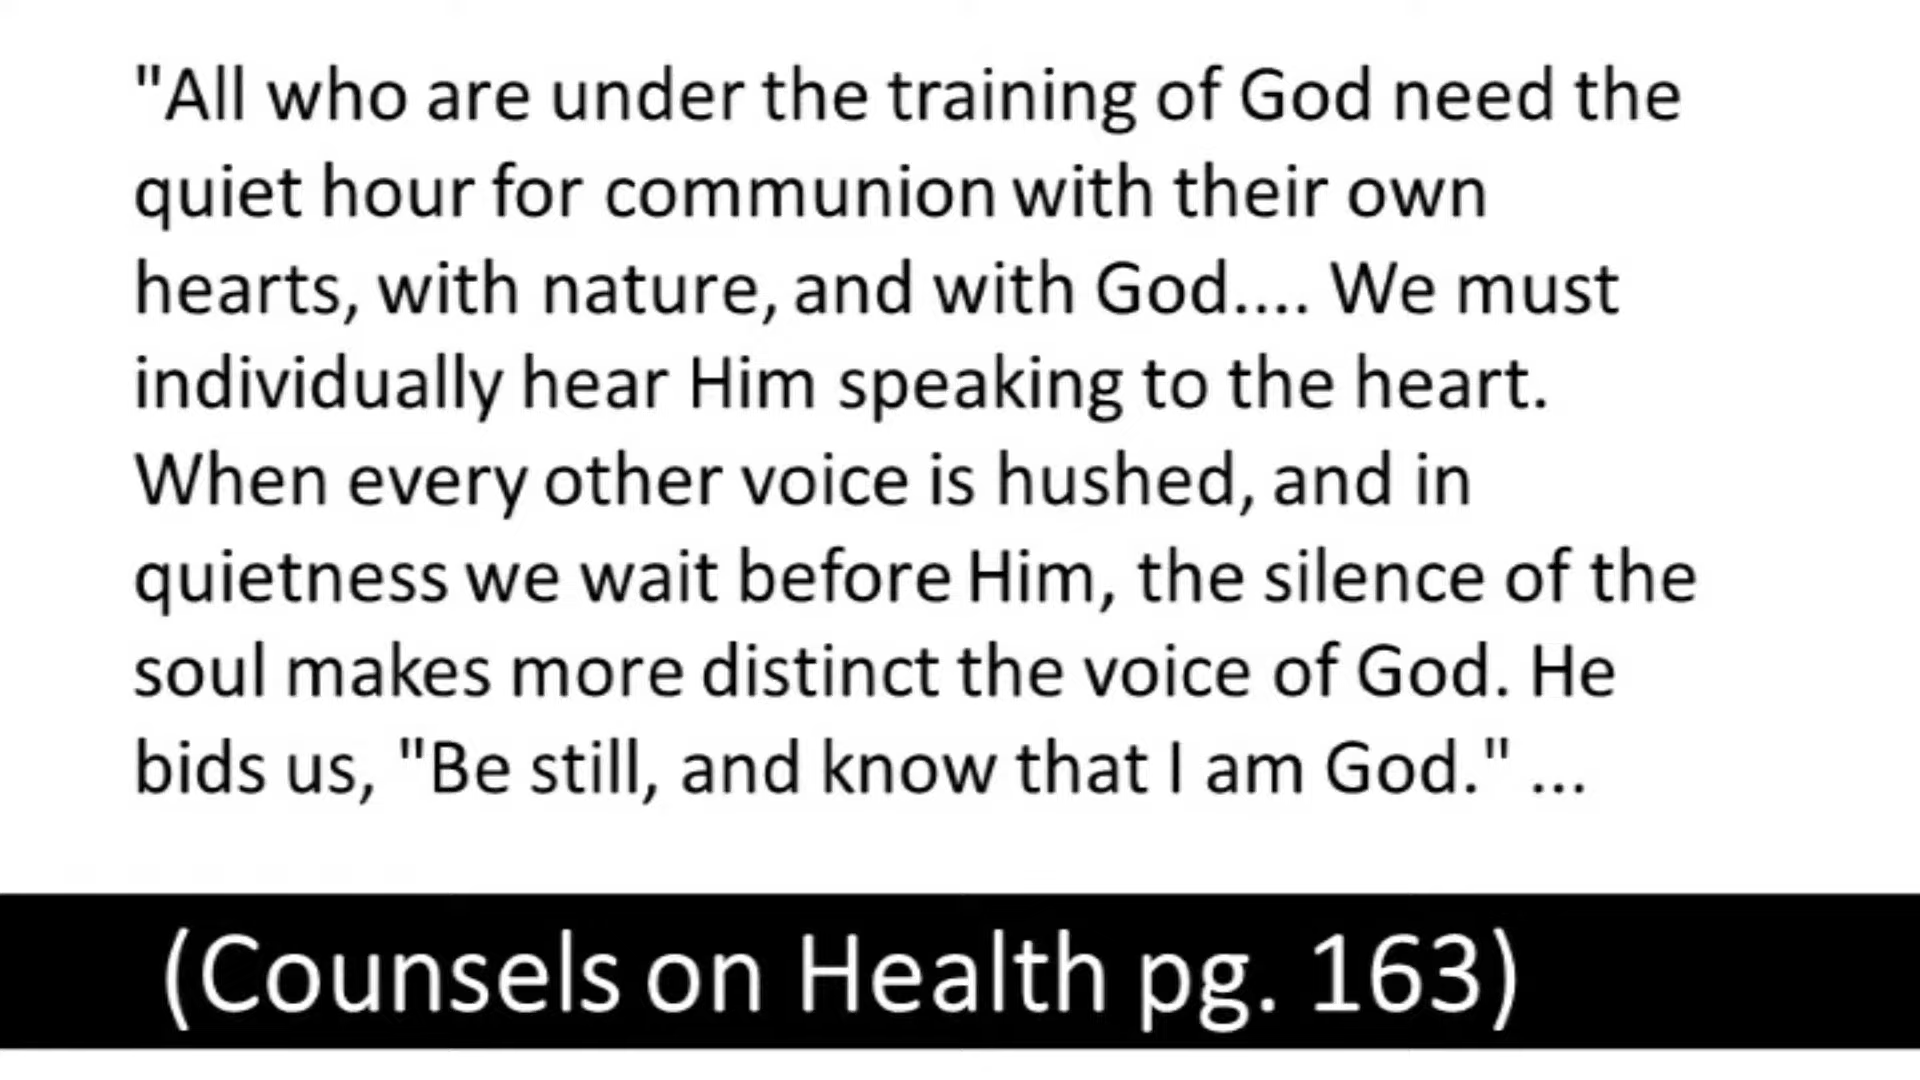 "All who are under the training of God need the
quiet hour for communion with their own
hearts, with nature, and with God.... We must
individually hear Him speaking to the heart.
When every other voice is hushed, and in
quietness we wait before Him, the silence of the
soul makes more distinct the voice of God. He
bids us, "Be still, and know that I am God." ...
(Counsels on Health pg. 163)